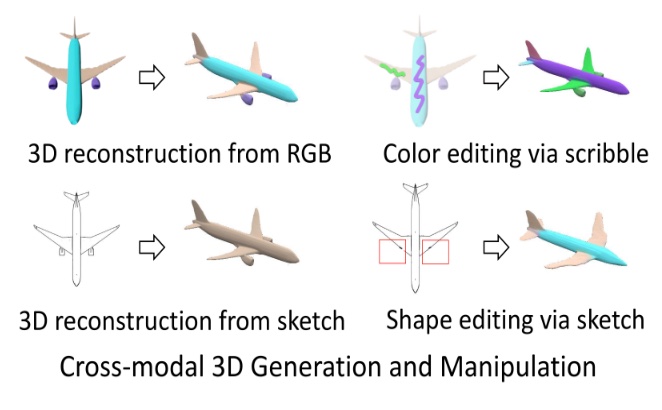 3D reconstruction from RGB
Color editing via scribble
3D reconstruction from sketch
Shape editing via sketch
Cross-modal 3D Generation and Manipulation